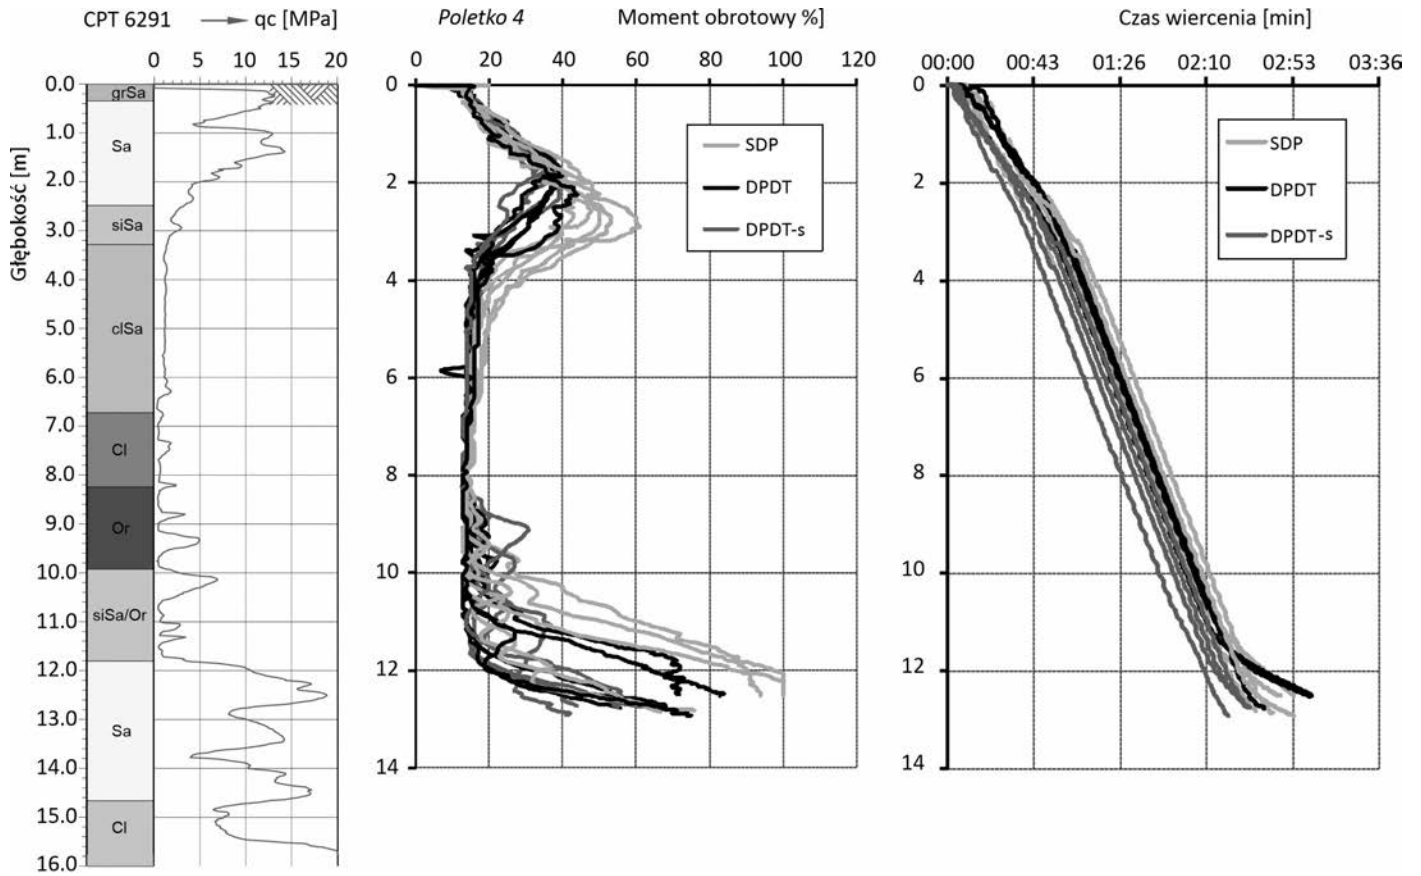 CPT 6291 → qc [MPa]
0 5 10 15 20
Głębokość [m]
0.0
1.0
2.0
3.0
4.0
5.0
6.0
7.0
8.0
9.0
10.0
11.0
12.0
13.0
14.0
15.0
16.0
grSa
Sa
siSa
clSa
Cl
Or
siSa/Or
Sa
Cl
Poletko 4 Moment obrotowy %]
0 20 40 60 80 100 120
0
2
4
6
8
10
12
14
SDP
DPDT
DPDT-s
Czas wiercenia [min]
00:00 00:43 01:26 02:10 02:53 03:36
0
2
4
6
8
10
12
14
SDP
DPDT
DPDT-s